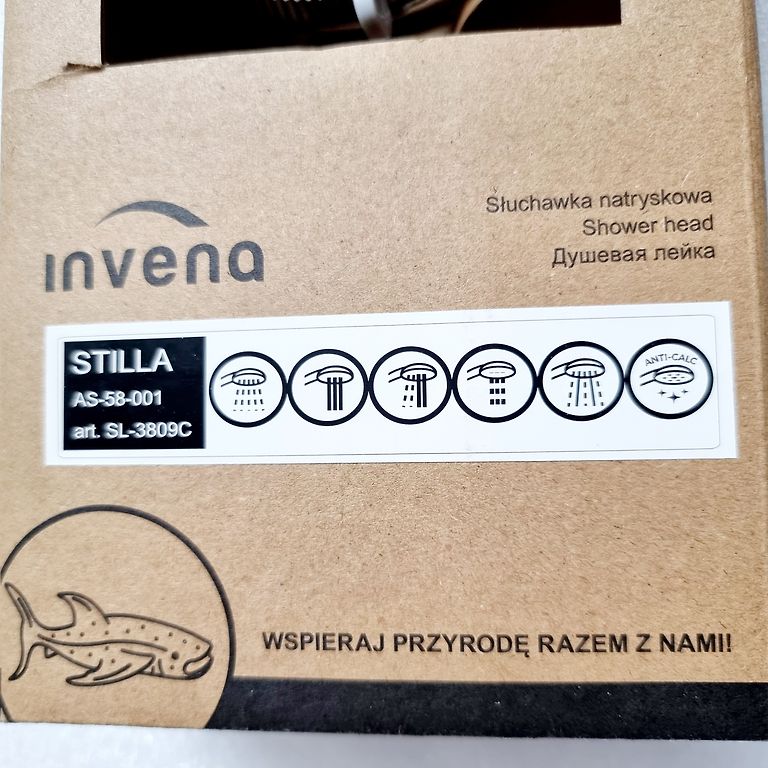 invena
Słuchawka natryskowa
Shower head
Душевая лейка
STILLA
AS-58-001
art. SL-3809C
ANTI-CALC
WSPIERAJ PRZYRODĘ RAZEM Z NAMI!